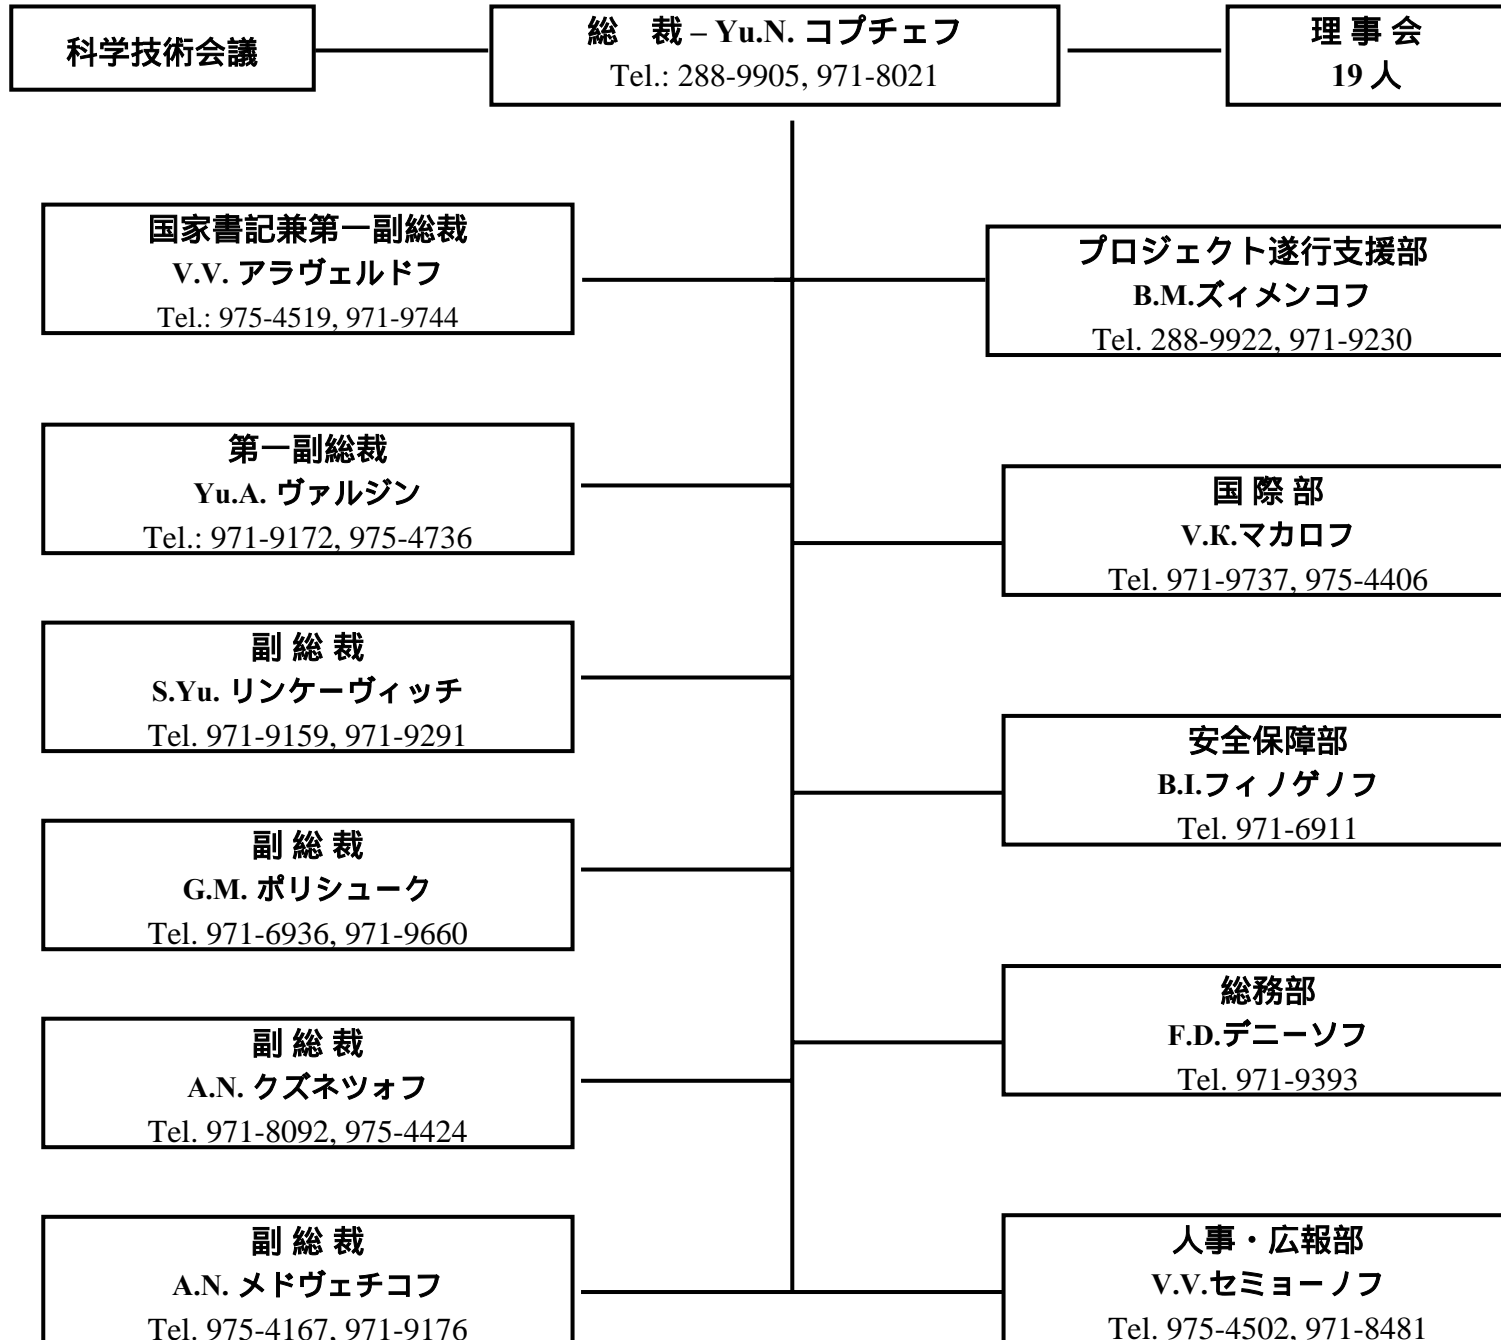 科学技術会議
総　裁 – Yu.N. コプチェフ
Tel.: 288-9905, 971-8021
理 事 会
19 人
国家書記兼第一副総裁
V.V. アラヴェルドフ
Tel.: 975-4519, 971-9744
プロジェクト遂行支援部
B.M.ズィメンコフ
Tel. 288-9922, 971-9230
第一副総裁
Yu.A. ヴァルジン
Tel.: 971-9172, 975-4736
国 際 部
V.K.マカロフ
Tel. 971-9737, 975-4406
副 総 裁
S.Yu. リンケーヴィッチ
Tel. 971-9159, 971-9291
安全保障部
B.I.フィノゲノフ
Tel. 971-6911
副 総 裁
G.M. ポリシューク
Tel. 971-6936, 971-9660
総務部
F.D.デニーソフ
Tel. 971-9393
副 総 裁
A.N. クズネツォフ
Tel. 971-8092, 975-4424
副 総 裁
A.N. メドヴェチコフ
Tel. 975-4167, 971-9176
人事・広報部
V.V.セミョーノフ
Tel. 975-4502, 971-8481